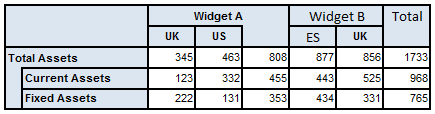 Widget A Widget B Total
UK US ES UK
Total Assets 345 463 808 877 856 1733
Current Assets 123 332 455 443 525 968
Fixed Assets 222 131 353 434 331 765